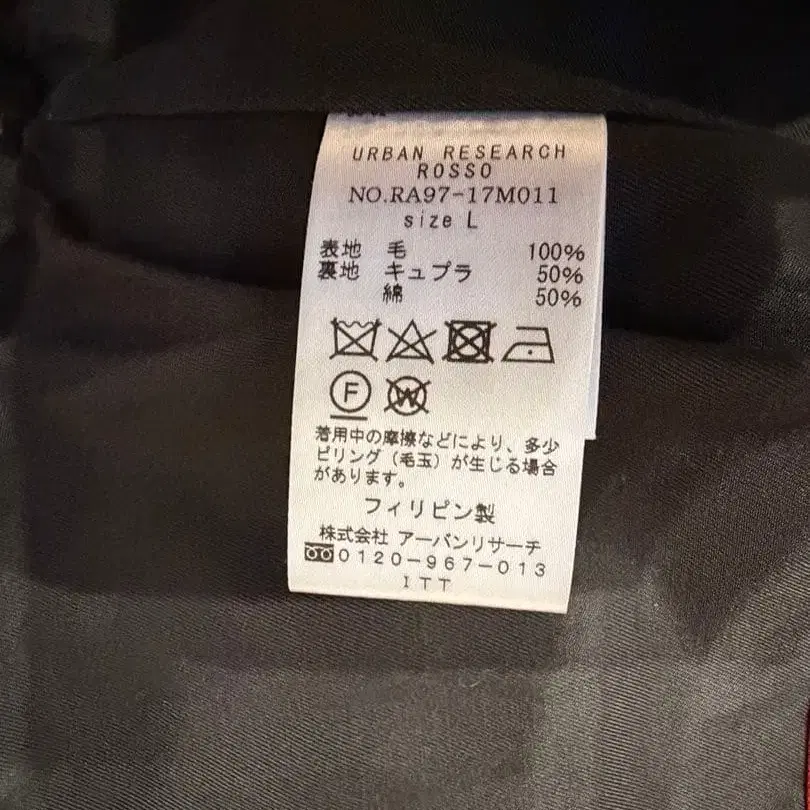 URBAN RESEARCH
ROSSO
NO.RA97-17M011
size L
表地 毛 100%
裏地 キュプラ 50%
綿 50%
F W
着用中の摩擦などにより、多少
ピリング（毛玉）が生じる場合
があります。
フィリピン製
株式会社 アーバンリサーチ
0120-967-013
ITT